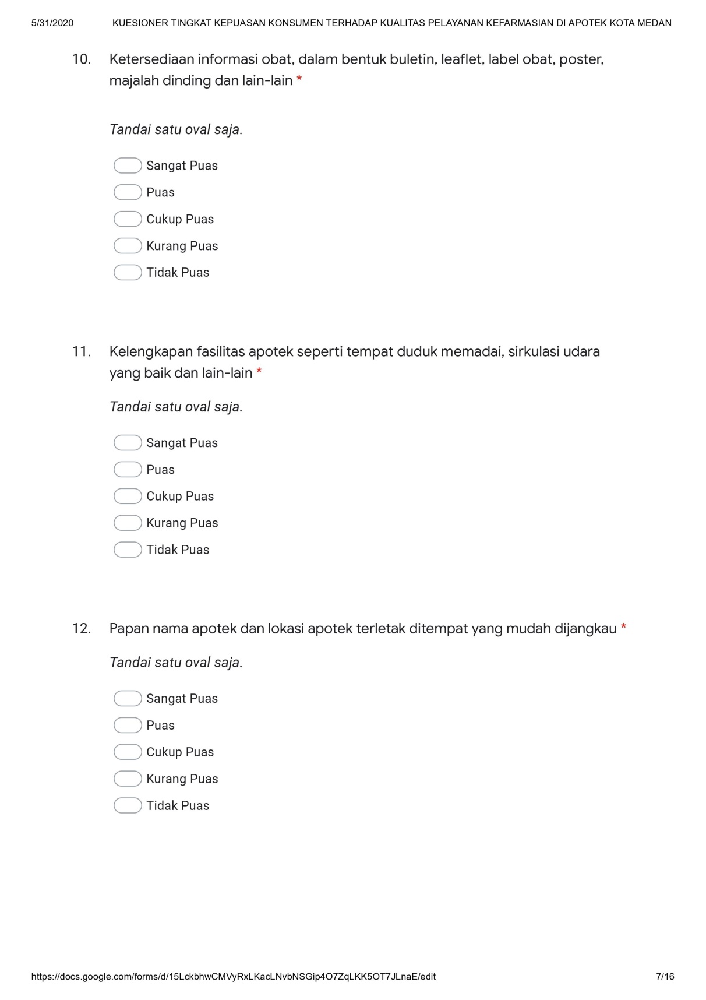 5/31/2020 KUESIONER TINGKAT KEPUASAN KONSUMEN TERHADAP KUALITAS PELAYANAN KEFARMASIAN DI APOTEK KOTA MEDAN
10. Ketersediaan informasi obat, dalam bentuk buletin, leaflet, label obat, poster,
majalah dinding dan lain-lain *
Tandai satu oval saja.
Sangat Puas
Puas
Cukup Puas
Kurang Puas
Tidak Puas
11. Kelengkapan fasilitas apotek seperti tempat duduk memadai, sirkulasi udara
yang baik dan lain-lain *
Tandai satu oval saja.
Sangat Puas
Puas
Cukup Puas
Kurang Puas
Tidak Puas
12. Papan nama apotek dan lokasi apotek terletak ditempat yang mudah dijangkau *
Tandai satu oval saja.
Sangat Puas
Puas
Cukup Puas
Kurang Puas
Tidak Puas
https://docs.google.com/forms/d/15LckbhwCMVyRxLKacLNvbNSGip4O7ZqLKK5OT7JLnaE/edit 7/16